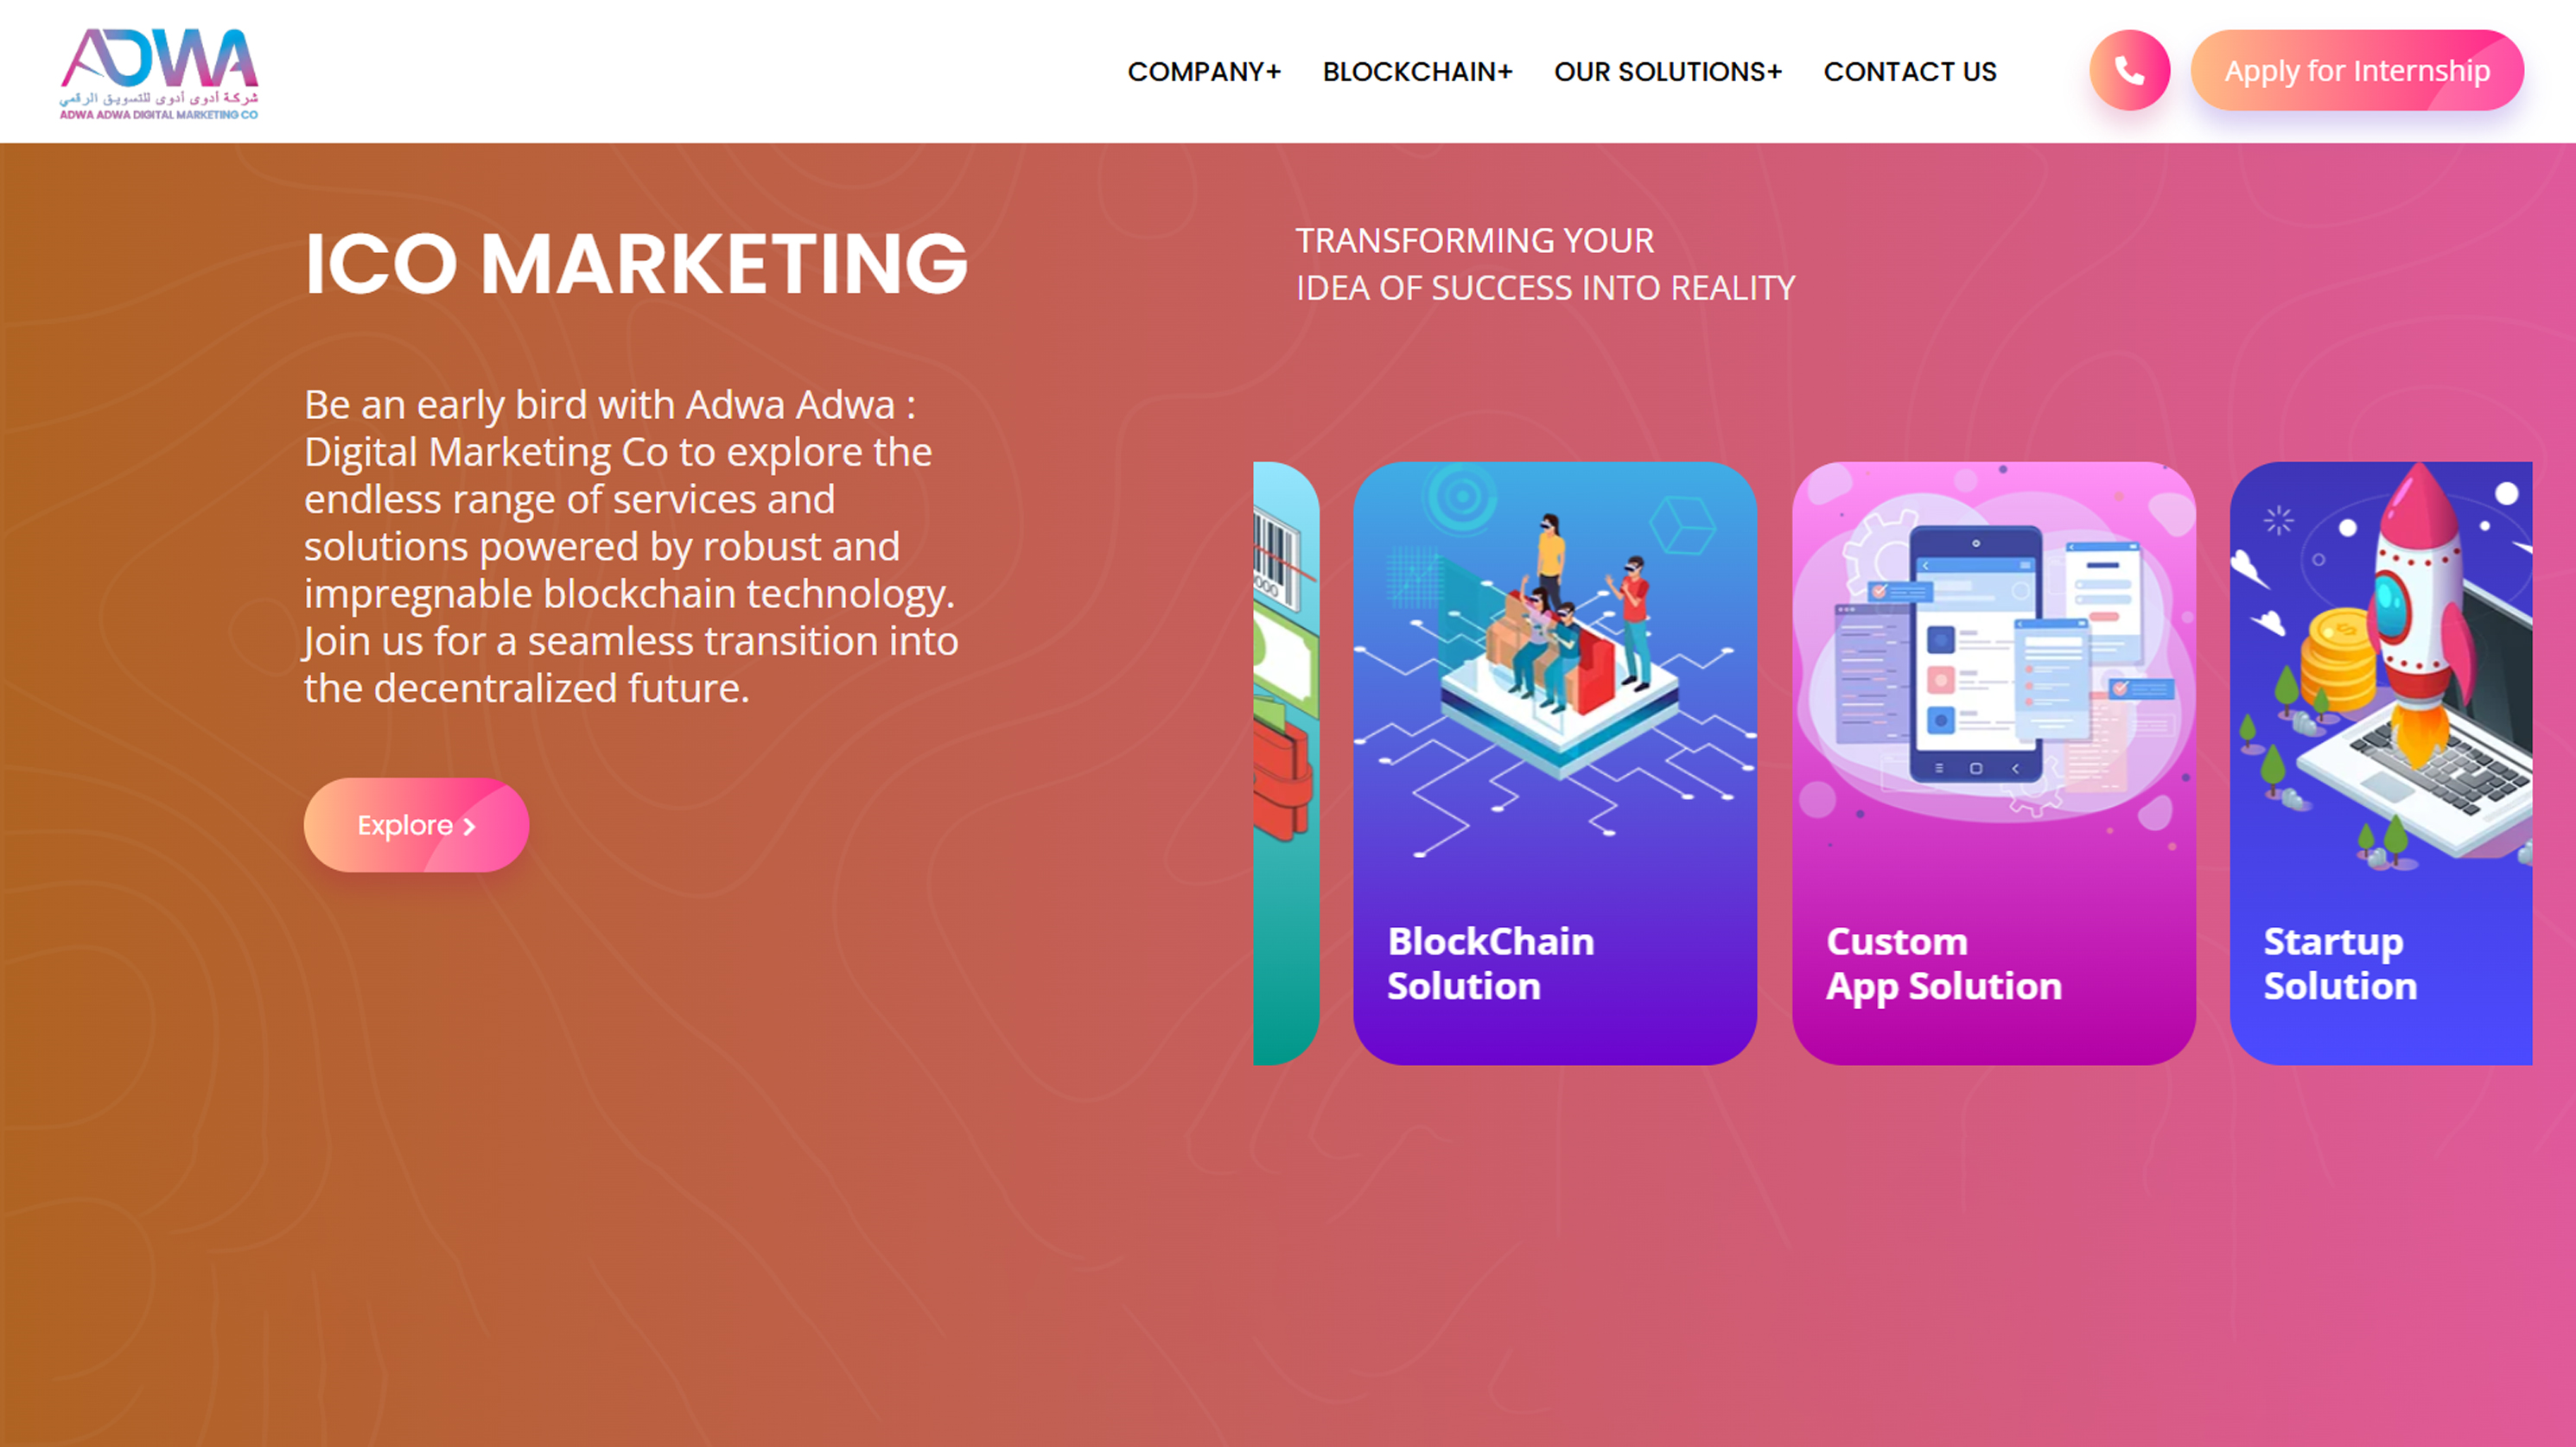 ADWA
شركة أدوى أدوى للتسويق الرقمي
ADWA ADWA DIGITAL MARKETING CO
COMPANY+
BLOCKCHAIN+
OUR SOLUTIONS+
CONTACT US
Apply for Internship
ICO MARKETING
Be an early bird with Adwa Adwa :
Digital Marketing Co to explore the
endless range of services and
solutions powered by robust and
impregnable blockchain technology.
Join us for a seamless transition into
the decentralized future.
Explore
TRANSFORMING YOUR
IDEA OF SUCCESS INTO REALITY
BlockChain
Solution
Custom
App Solution
Startup
Solution